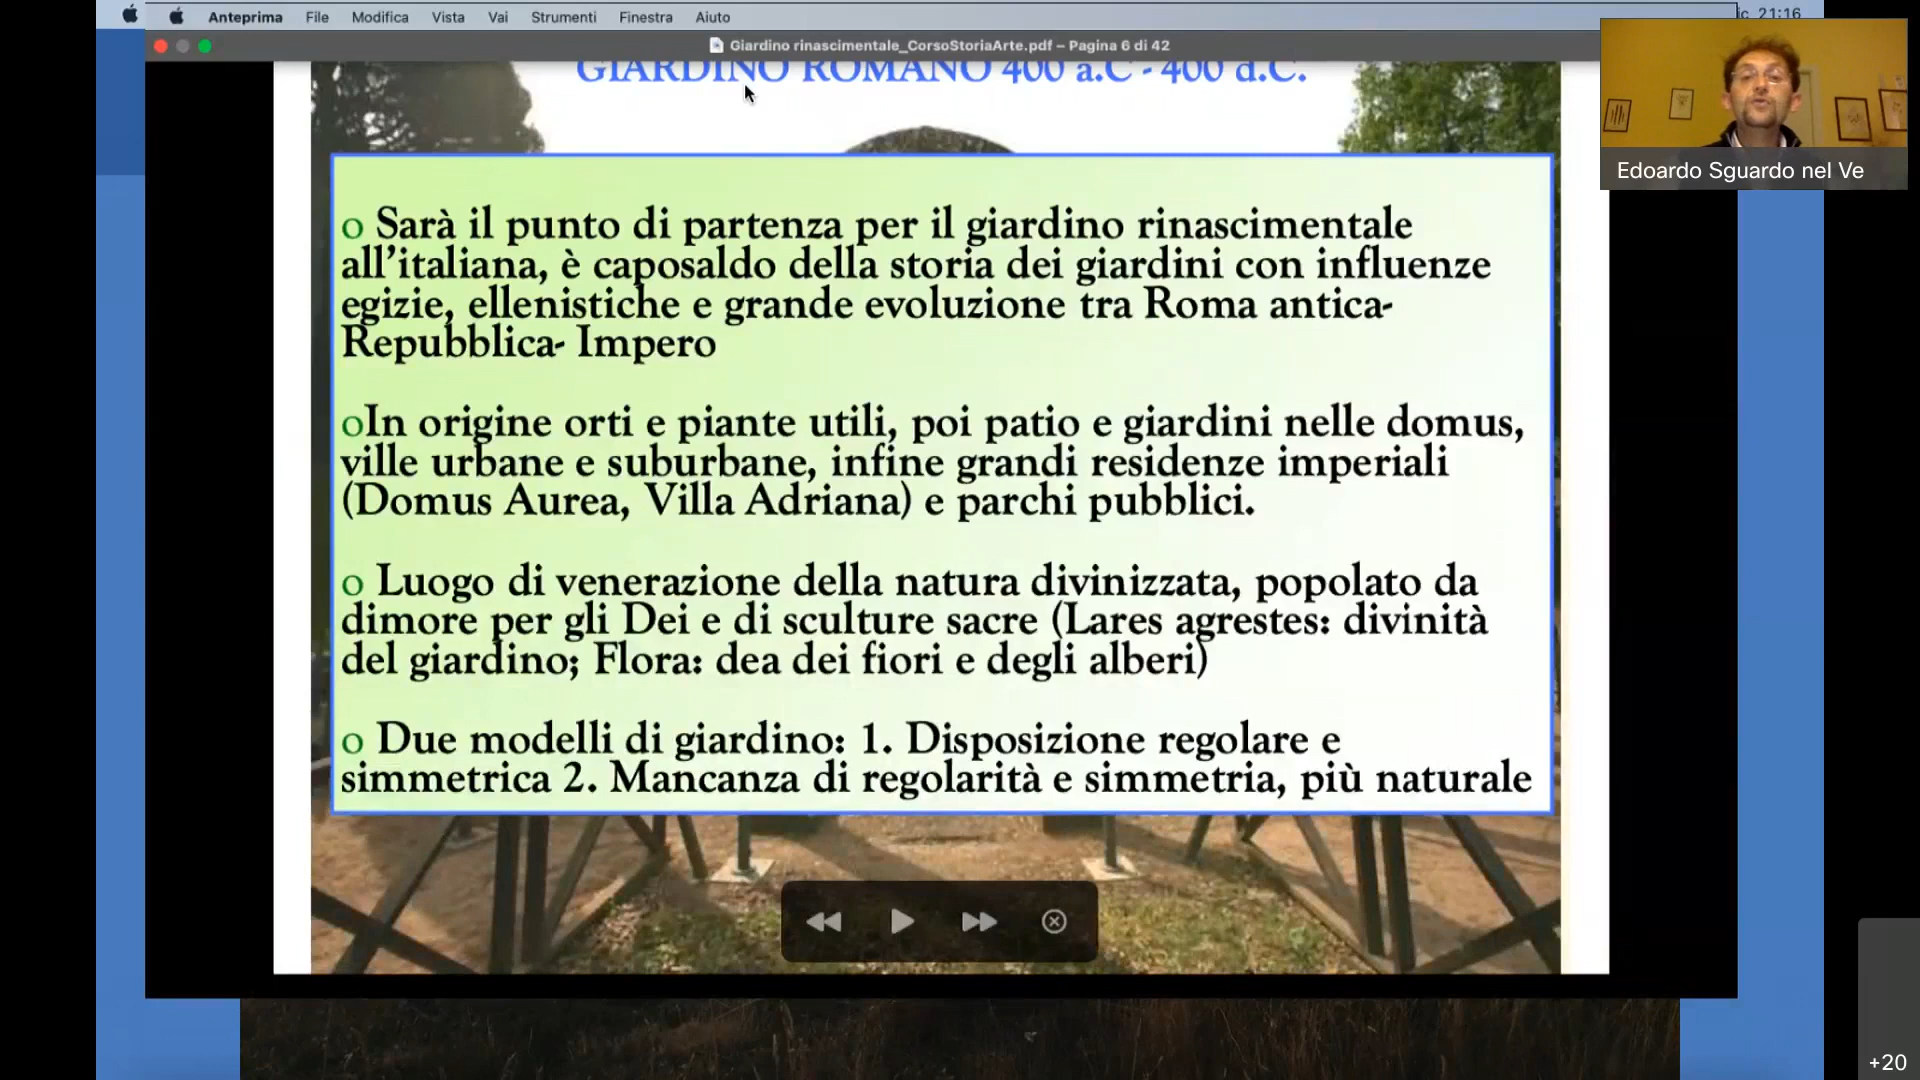 Anteprima File Modifica Vista Vai Strumenti Finestra Aiuto
21:16
Giardino rinascimentale_CorsoStoriaArte.pdf – Pagina 6 di 42
GIARDINO ROMANO 400 a.C - 400 d.C.
Edoardo Sguardo nel Ve
o Sarà il punto di partenza per il giardino rinascimentale
all’italiana, è caposaldo della storia dei giardini con influenze
egizie, ellenistiche e grande evoluzione tra Roma antica-
Repubblica- Impero
oIn origine orti e piante utili, poi patio e giardini nelle domus,
ville urbane e suburbane, infine grandi residenze imperiali
(Domus Aurea, Villa Adriana) e parchi pubblici.
o Luogo di venerazione della natura divinizzata, popolato da
dimore per gli Dei e di sculture sacre (Lares agrestes: divinità
del giardino; Flora: dea dei fiori e degli alberi)
o Due modelli di giardino: 1. Disposizione regolare e
simmetrica 2. Mancanza di regolarità e simmetria, più naturale
+20